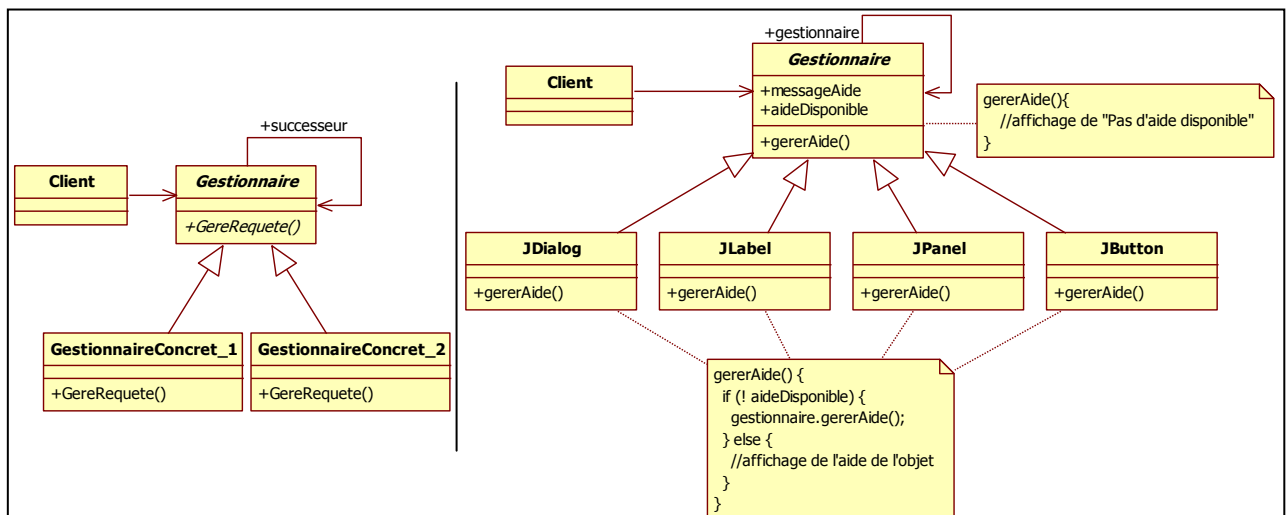 +successeur
Client
Gestionnaire
+GereRequete()
GestionnaireConcret_1
+GereRequete()
GestionnaireConcret_2
+GereRequete()
+gestionnaire
Client
Gestionnaire
+messageAide
+aideDisponible
+gererAide()
gererAide(){
//affichage de "Pas d'aide disponible"
}
JDialog
+gererAide()
JLabel
+gererAide()
JPanel
+gererAide()
JButton
+gererAide()
gererAide() {
if (! aideDisponible) {
gestionnaire.gererAide();
} else {
//affichage de l'aide de l'objet
}
}